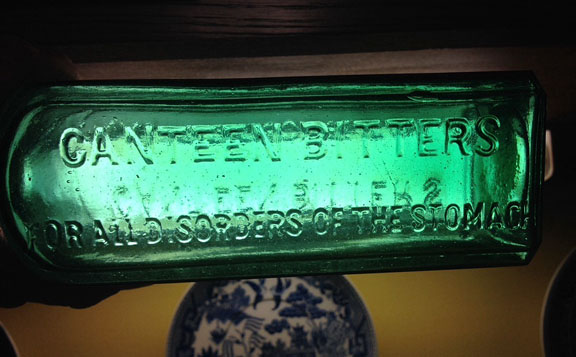 CANTEEN BITTERS
FOR ALL DISORDERS OF THE STOMACH